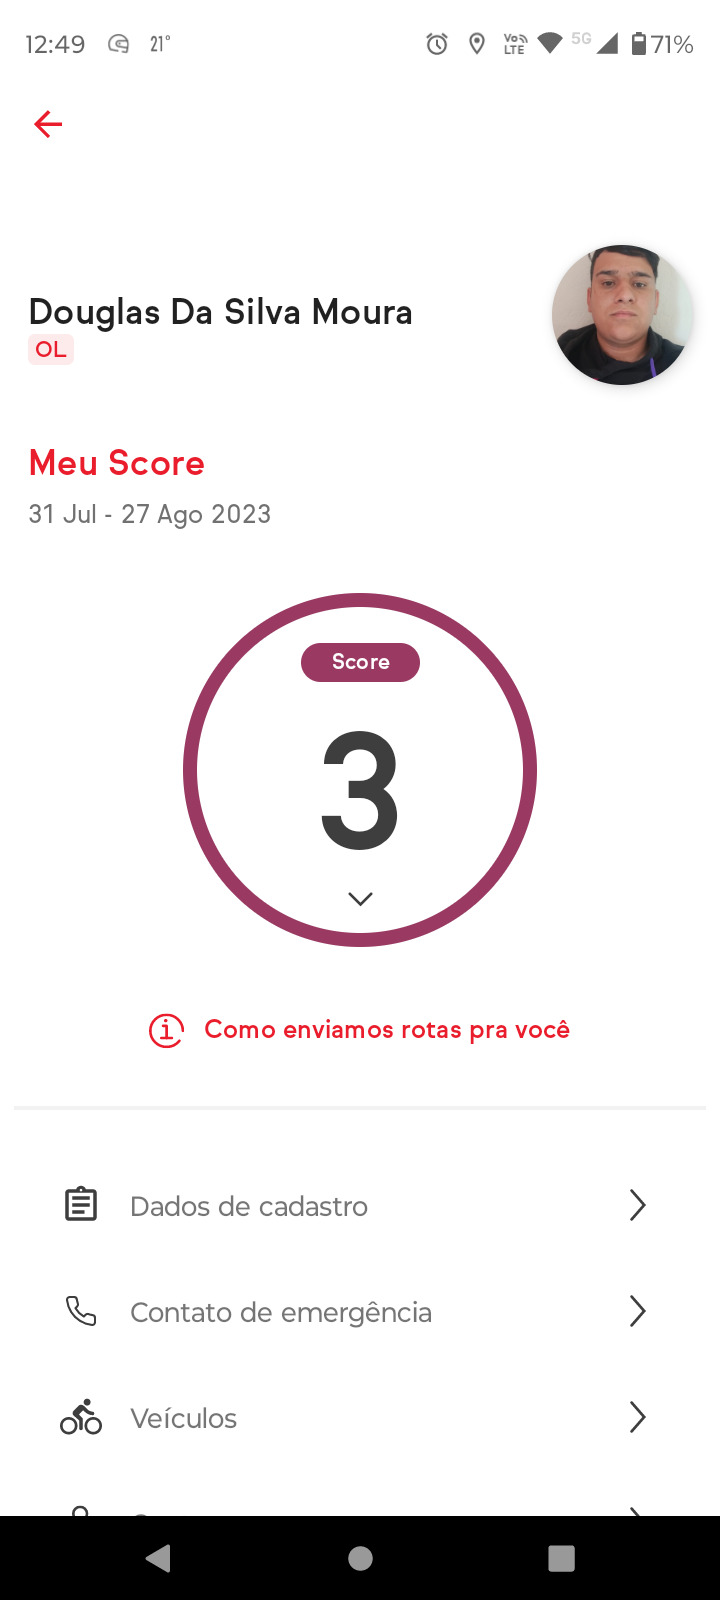 12:49 21° Vo LTE 5G 71%
Douglas Da Silva Moura
OL
Meu Score
31 Jul - 27 Ago 2023
Score
3
Como enviamos rotas pra você
Dados de cadastro
Contato de emergência
Veículos